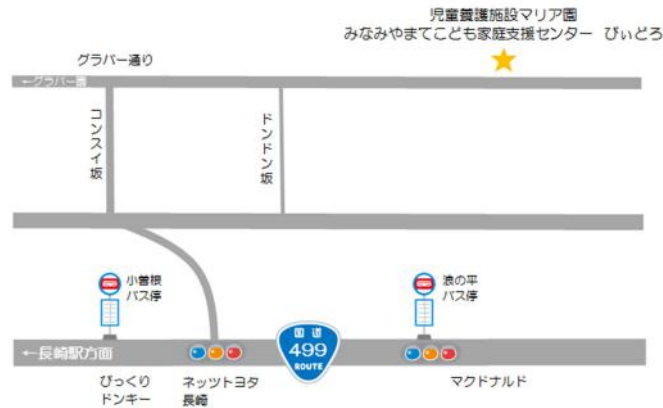 児童養護施設マリア園
みなみやまてこども家庭支援センター びぃどろ
グラバー通り
←グラバー園
コンスイ坂
ドンドン坂
小曽根
バス停
浪の平
バス停
←長崎駅方面
国道
499
ROUTE
びっくり
ドンキー
ネッツトヨタ
長崎
マクドナルド